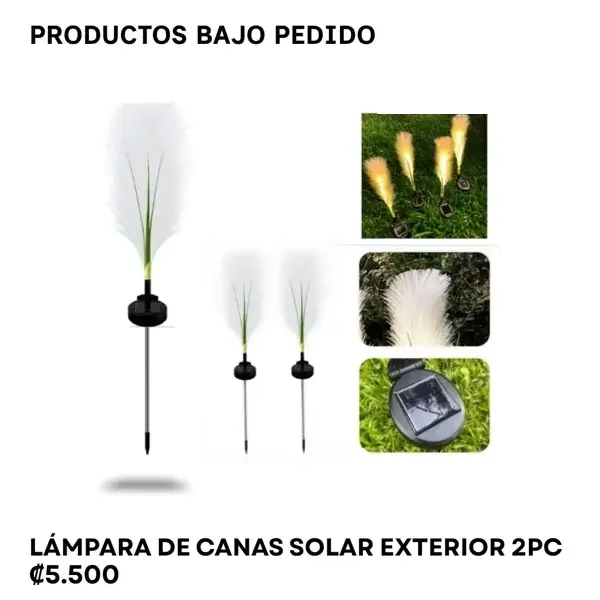 PRODUCTOS BAJO PEDIDO
LÁMPARA DE CANAS SOLAR EXTERIOR 2PC
₡5.500